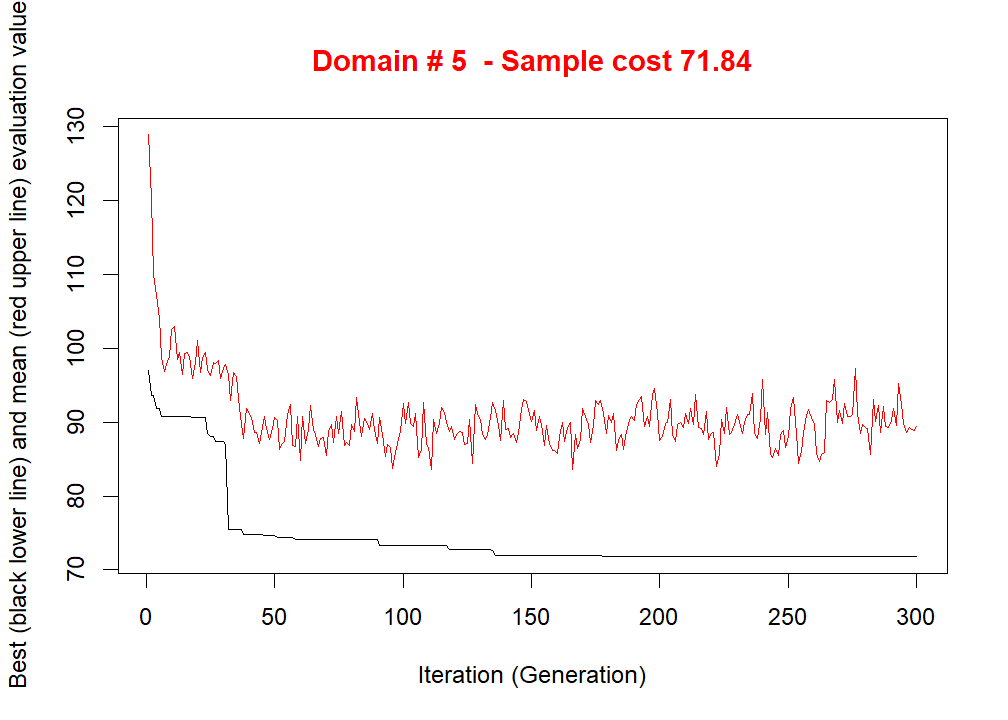 Domain # 5  - Sample cost 71.84
Best (black lower line) and mean (red upper line) evaluation value
130
120
110
100
90
80
70
0 50 100 150 200 250 300
Iteration (Generation)